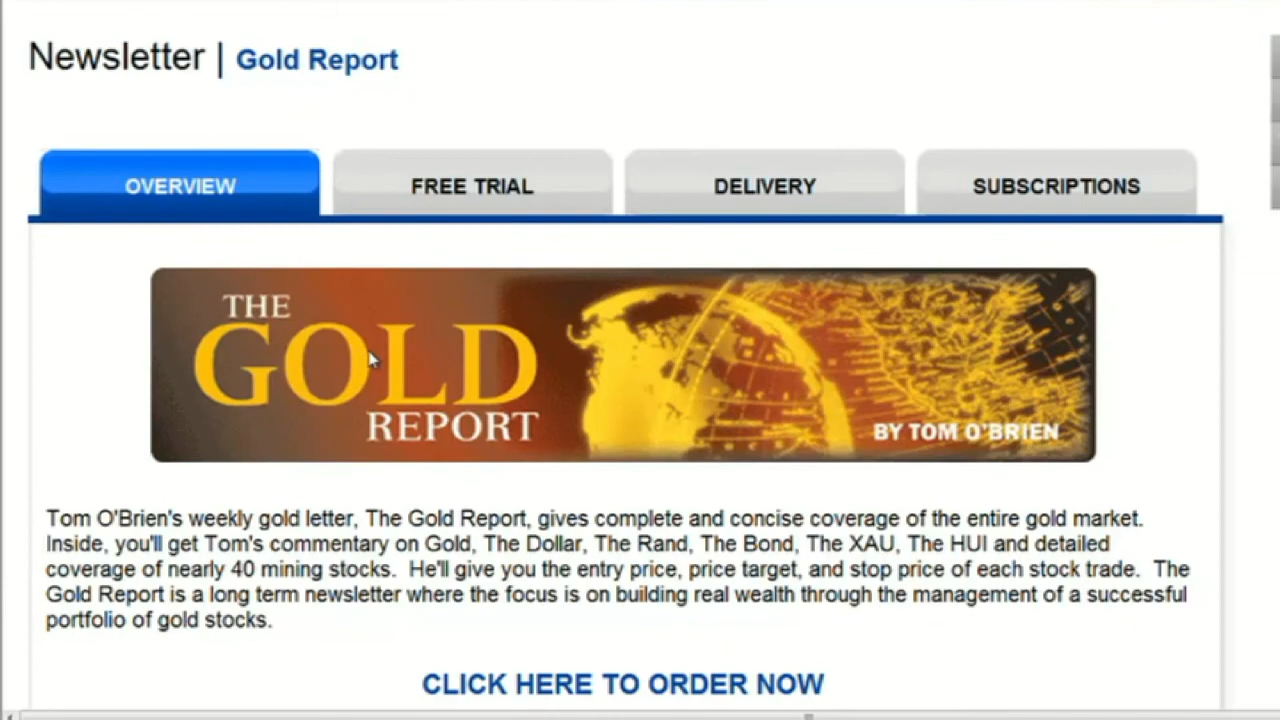 Newsletter | Gold Report
OVERVIEW FREE TRIAL DELIVERY SUBSCRIPTIONS
THE
GOLD
REPORT
BY TOM O'BRIEN
Tom O'Brien's weekly gold letter, The Gold Report, gives complete and concise coverage of the entire gold market.
Inside, you'll get Tom's commentary on Gold, The Dollar, The Rand, The Bond, The XAU, The HUI and detailed
coverage of nearly 40 mining stocks.  He'll give you the entry price, price target, and stop price of each stock trade.  The
Gold Report is a long term newsletter where the focus is on building real wealth through the management of a successful
portfolio of gold stocks.
CLICK HERE TO ORDER NOW